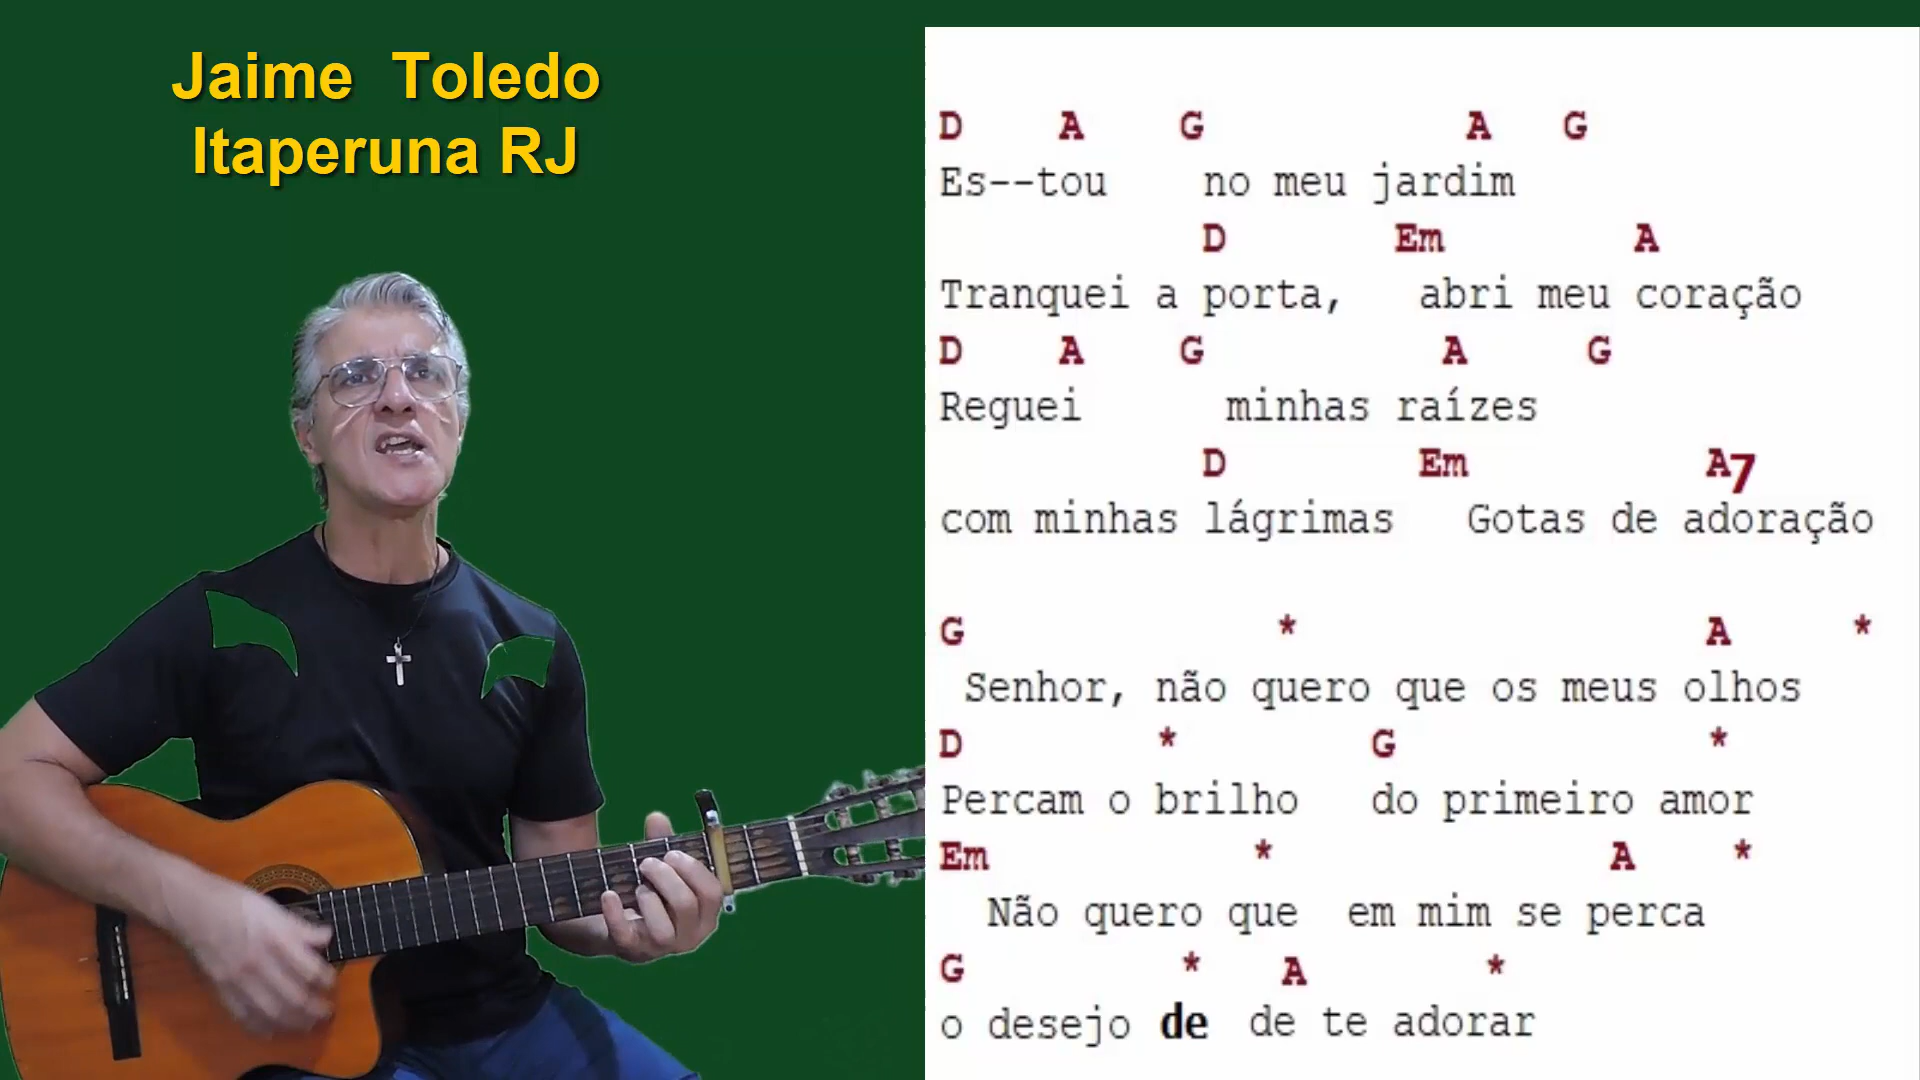 Jaime Toledo
Itaperuna RJ
D A G A G
Es--tou no meu jardim
D Em A
Tranquei a porta, abri meu coração
D A G A G
Reguei minhas raízes
D Em A7
com minhas lágrimas Gotas de adoração
G * A *
Senhor, não quero que os meus olhos
D * G *
Percam o brilho do primeiro amor
Em * A *
Não quero que em mim se perca
G * A *
o desejo de de te adorar